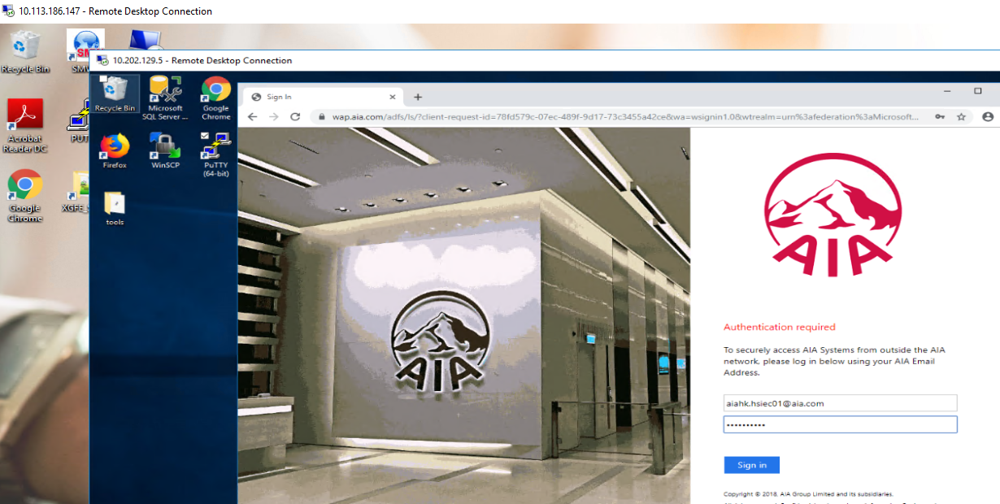 10.113.186.147 - Remote Desktop Connection
Recycle Bin
SMW
Acrobat
Reader DC
PUT
Google
Chrome
10.202.129.5 - Remote Desktop Connection
Recycle Bin
Microsoft
SQL Server ...
Google
Chrome
Firefox
WinSCP
PuTTY
(64-bit)
tools
Sign In
wap.aia.com/adfs/ls/?client-request-id=78fd579c-07ec-489f-9d17-73c3455a42ce&wa=wsignin1.0&wtrealm=urn%3afederation%3aMicrosoft...
AIA
AIA
Authentication required
To securely access AIA Systems from outside the AIA
network, please log in below using your AIA Email
Address.
aiahk.hsiec01@aia.com
••••••••••
Sign in
Copyright © 2018. AIA Group Limited and its subsidiaries.